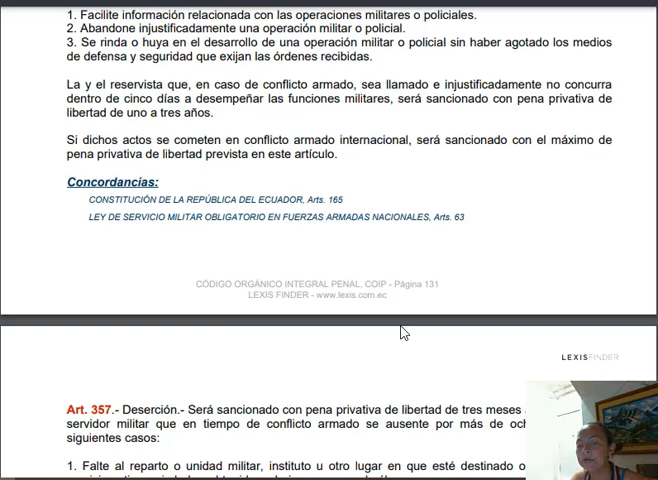 1. Facilite información relacionada con las operaciones militares o policiales.
2. Abandone injustificadamente una operación militar o policial.
3. Se rinda o huya en el desarrollo de una operación militar o policial sin haber agotado los medios
de defensa y seguridad que exijan las órdenes recibidas.
La y el reservista que, en caso de conflicto armado, sea llamado e injustificadamente no concurra
dentro de cinco días a desempeñar las funciones militares, será sancionado con pena privativa de
libertad de uno a tres años.
Si dichos actos se cometen en conflicto armado internacional, será sancionado con el máximo de
pena privativa de libertad prevista en este artículo.
Concordancias:
CONSTITUCIÓN DE LA REPÚBLICA DEL ECUADOR, Arts. 165
LEY DE SERVICIO MILITAR OBLIGATORIO EN FUERZAS ARMADAS NACIONALES, Arts. 63
CÓDIGO ORGÁNICO INTEGRAL PENAL, COIP - Página 131
LEXIS FINDER - www.lexis.com.ec
LEXISFINDER
Art. 357.- Deserción.- Será sancionado con pena privativa de libertad de tres meses
servidor militar que en tiempo de conflicto armado se ausente por más de
siguientes casos:
1. Falte al reparto o unidad militar, instituto u otro lugar en que esté destinado o